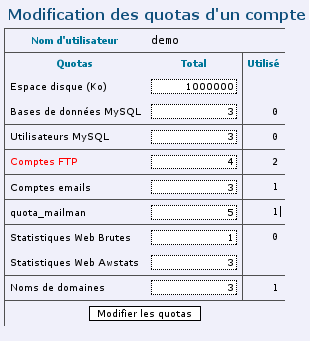 Modification des quotas d'un compte
Nom d'utilisateur demo
Quotas Total Utilisé
Espace disque (Ko) 1000000
Bases de données MySQL 3 0
Utilisateurs MySQL 3 0
Comptes FTP 4 2
Comptes emails 3 1
quota_mailman 5 1
Statistiques Web Brutes 1 0
Statistiques Web Awstats 3
Noms de domaines 3 1
Modifier les quotas